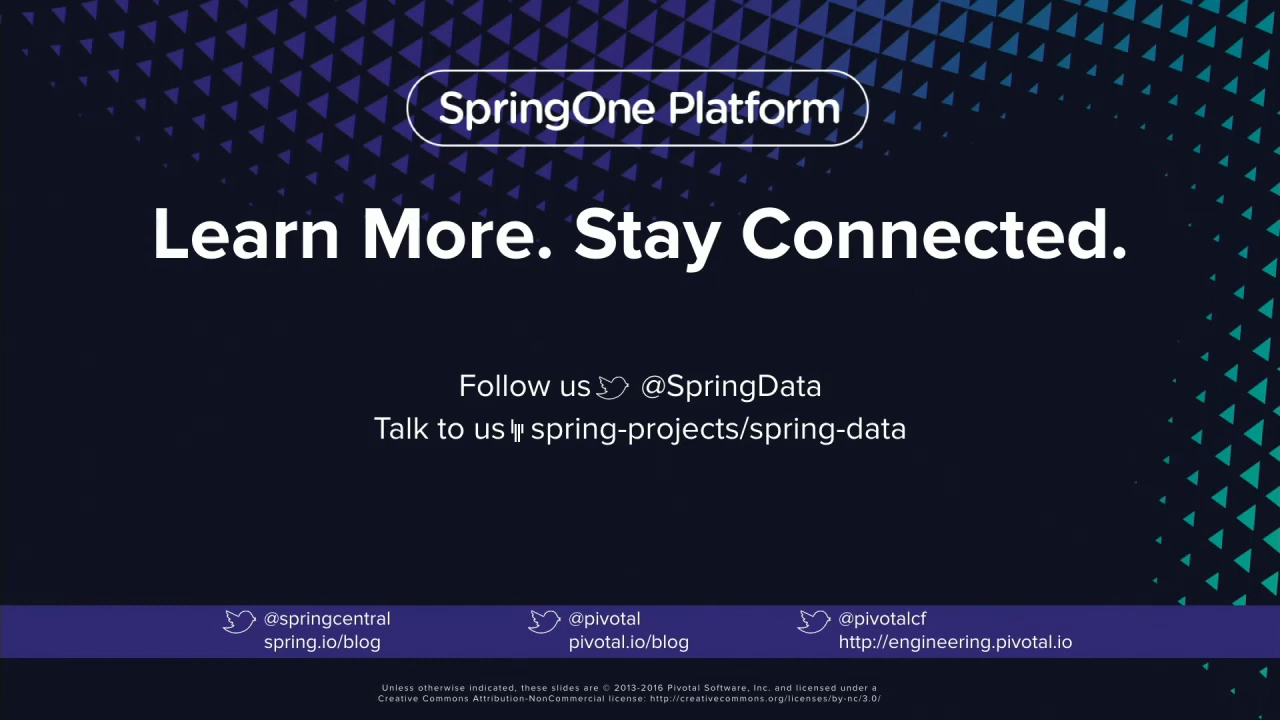 SpringOne Platform
Learn More. Stay Connected.
Follow us @SpringData
Talk to us spring-projects/spring-data
@springcentral
spring.io/blog
@pivotal
pivotal.io/blog
@pivotalcf
http://engineering.pivotal.io
Unless otherwise indicated, these slides are © 2013-2016 Pivotal Software, Inc. and licensed under a
Creative Commons Attribution-NonCommercial license: http://creativecommons.org/licenses/by-nc/3.0/